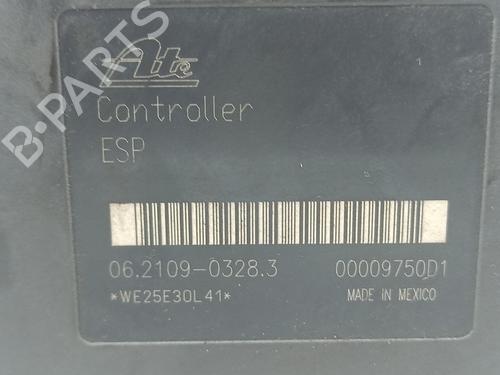 Ate
Controller
ESP
06.2109-0328.3 00009750D1
*WE25E30L41* MADE IN MEXICO
B-PARTS